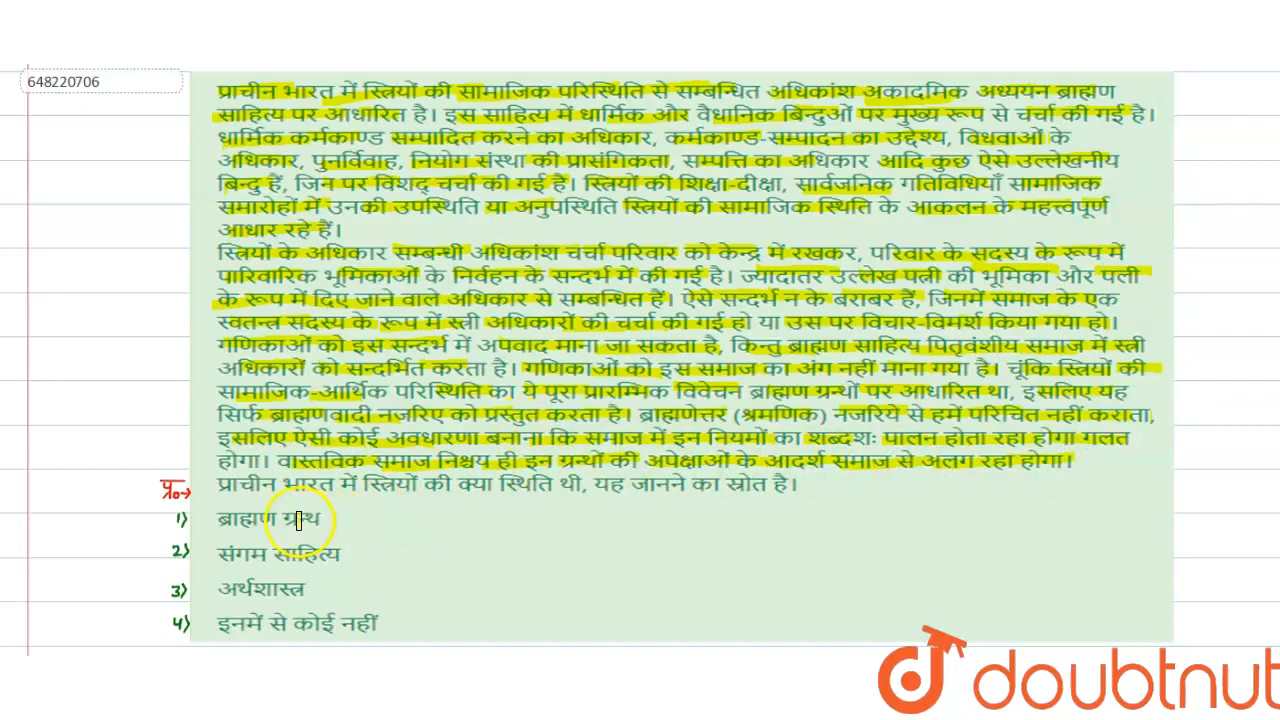 648220706
प्राचीन भारत में स्त्रियों की सामाजिक परिस्थिति से सम्बन्धित अधिकांश अकादमिक अध्ययन ब्राह्मण
साहित्य पर आधारित है। इस साहित्य में धार्मिक और वैधानिक बिन्दुओं पर मुख्य रूप से चर्चा की गई है।
धार्मिक कर्मकाण्ड सम्पादित करने का अधिकार, कर्मकाण्ड-सम्पादन का उद्देश्य, विधवाओं के
अधिकार, पुनर्विवाह, नियोग संस्था की प्रासंगिकता, सम्पत्ति का अधिकार आदि कुछ ऐसे उल्लेखनीय
बिन्दु हैं, जिन पर विशद् चर्चा की गई है। स्त्रियों की शिक्षा-दीक्षा, सार्वजनिक गतिविधियाँ सामाजिक
समारोहों में उनकी उपस्थिति या अनुपस्थिति स्त्रियों की सामाजिक स्थिति के आकलन के महत्त्वपूर्ण
आधार रहे हैं।
स्त्रियों के अधिकार सम्बन्धी अधिकांश चर्चा परिवार को केन्द्र में रखकर, परिवार के सदस्य के रूप में
पारिवारिक भूमिकाओं के निर्वहन के सन्दर्भ में की गई है। ज्यादातर उल्लेख पत्नी की भूमिका और पत्नी
के रूप में दिए जाने वाले अधिकार से सम्बन्धित हैं। ऐसे सन्दर्भ न के बराबर हैं, जिनमें समाज के एक
स्वतन्त्र सदस्य के रूप में स्त्री अधिकारों की चर्चा की गई हो या उस पर विचार-विमर्श किया गया हो।
गणिकाओं को इस सन्दर्भ में अपवाद माना जा सकता है, किन्तु ब्राह्मण साहित्य पितृवंशीय समाज में स्त्री
अधिकारों को सन्दर्भित करता है। गणिकाओं को इस समाज का अंग नहीं माना गया है। चूंकि स्त्रियों की
सामाजिक-आर्थिक परिस्थिति का ये पूरा प्रारम्भिक विवेचन ब्राह्मण ग्रन्थों पर आधारित था, इसलिए यह
सिर्फ ब्राह्मणवादी नजरिए को प्रस्तुत करता है। ब्राह्मणेत्तर (श्रमणिक) नजरिये से हमें परिचित नहीं कराता,
इसलिए ऐसी कोई अवधारणा बनाना कि समाज में इन नियमों का शब्दशः पालन होता रहा होगा गलत
होगा। वास्तविक समाज निश्चय ही इन ग्रन्थों की अपेक्षाओं के आदर्श समाज से अलग रहा होगा।
प्र०→ प्राचीन भारत में स्त्रियों की क्या स्थिति थी, यह जानने का स्रोत है।
1) ब्राह्मण ग्रन्थ
2) संगम साहित्य
3) अर्थशास्त्र
4) इनमें से कोई नहीं
doubtnut